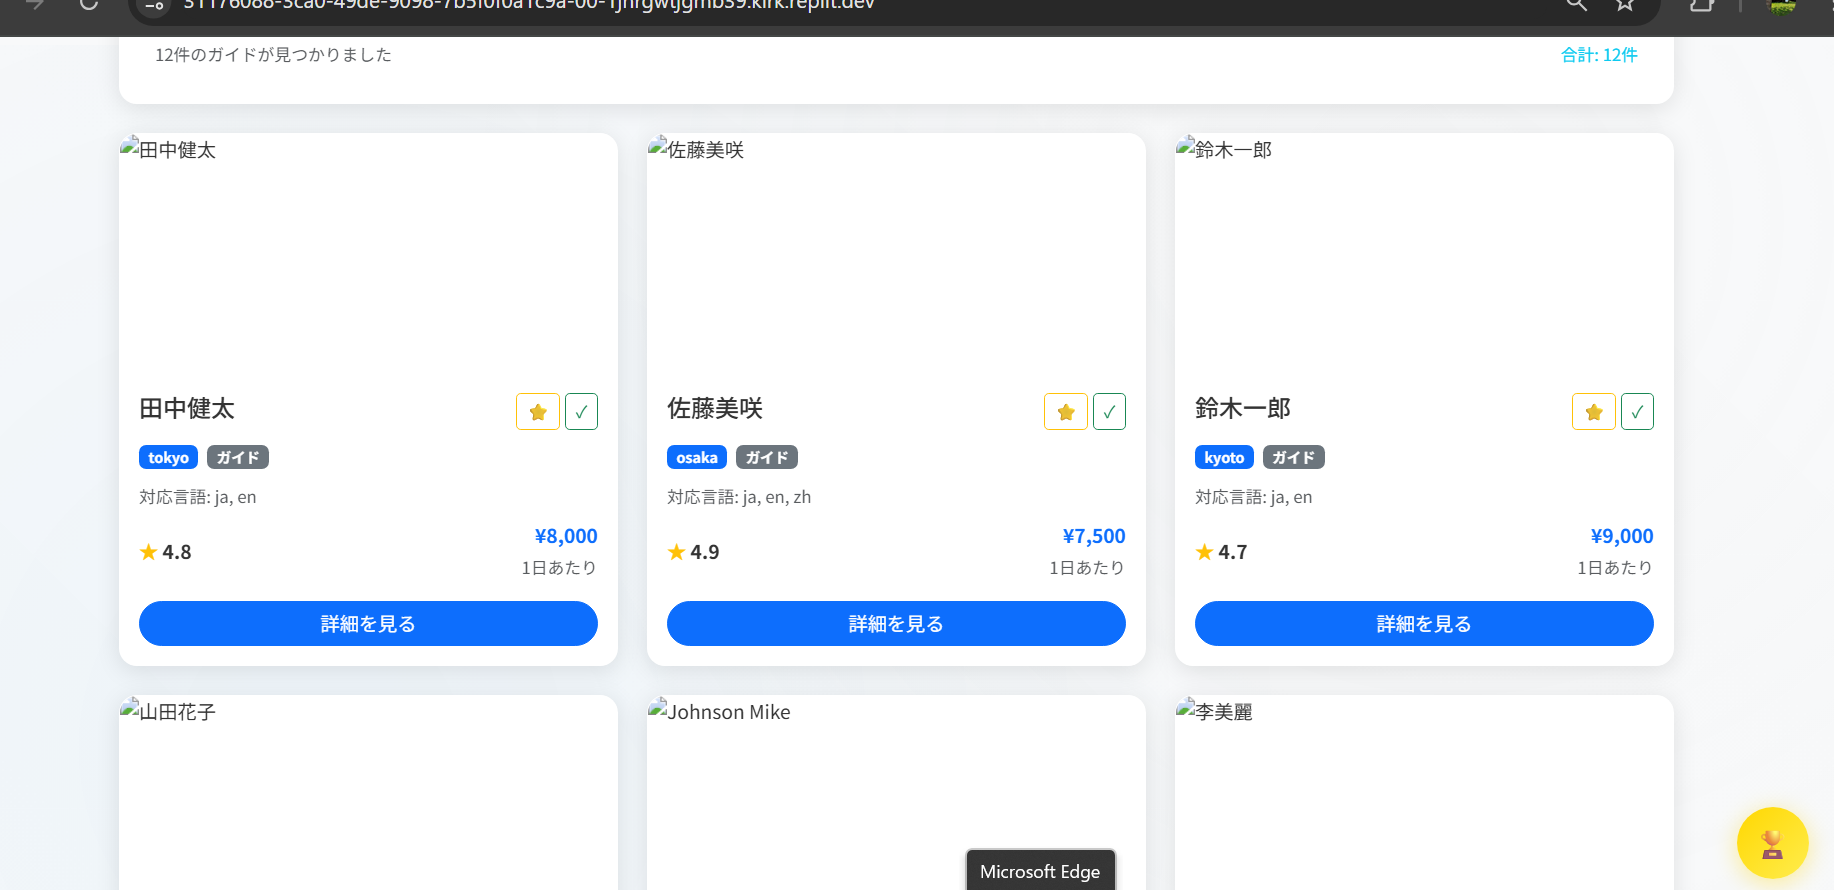 12件のガイドが見つかりました
合計: 12件
田中健太
佐藤美咲
鈴木一郎
田中健太
⭐ ✓
佐藤美咲
⭐ ✓
鈴木一郎
⭐ ✓
tokyo ガイド
osaka ガイド
kyoto ガイド
対応言語: ja, en
対応言語: ja, en, zh
対応言語: ja, en
★ 4.8
¥8,000
1日あたり
★ 4.9
¥7,500
1日あたり
★ 4.7
¥9,000
1日あたり
詳細を見る
詳細を見る
詳細を見る
山田花子
Johnson Mike
李美麗
Microsoft Edge